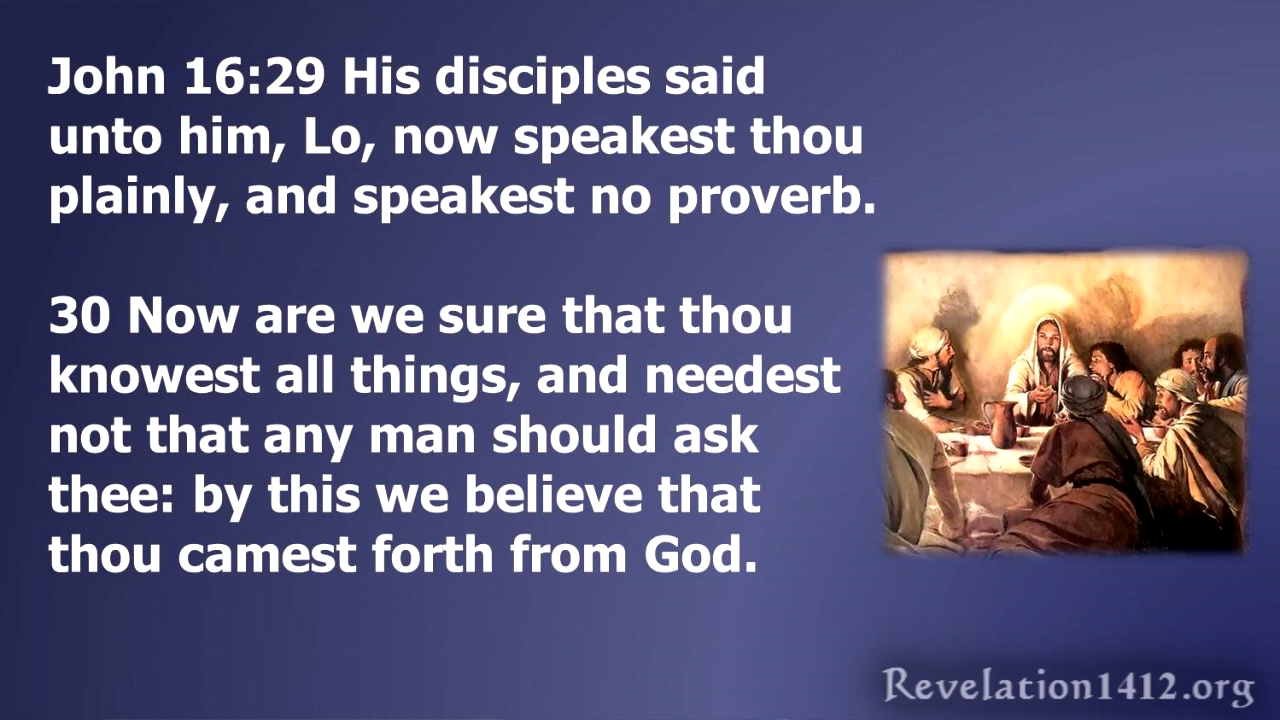 John 16:29 His disciples said
unto him, Lo, now speakest thou
plainly, and speakest no proverb.
30 Now are we sure that thou
knowest all things, and needest
not that any man should ask
thee: by this we believe that
thou camest forth from God.
Revelation1412.org